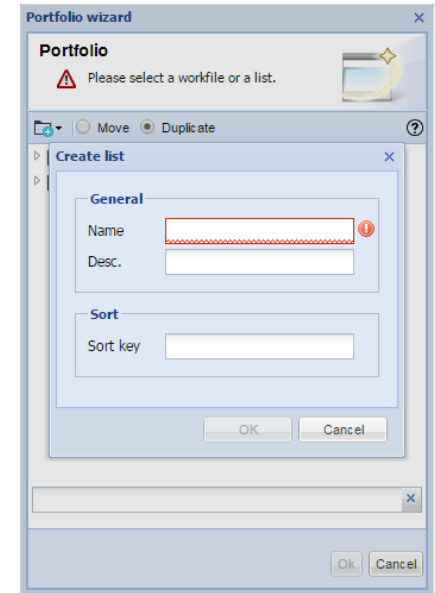 Portfolio wizard
Portfolio
Please select a workfile or a list.
Move Duplicate
Create list
General
Name
Desc.
Sort
Sort key
OK Cancel
Ok Cancel